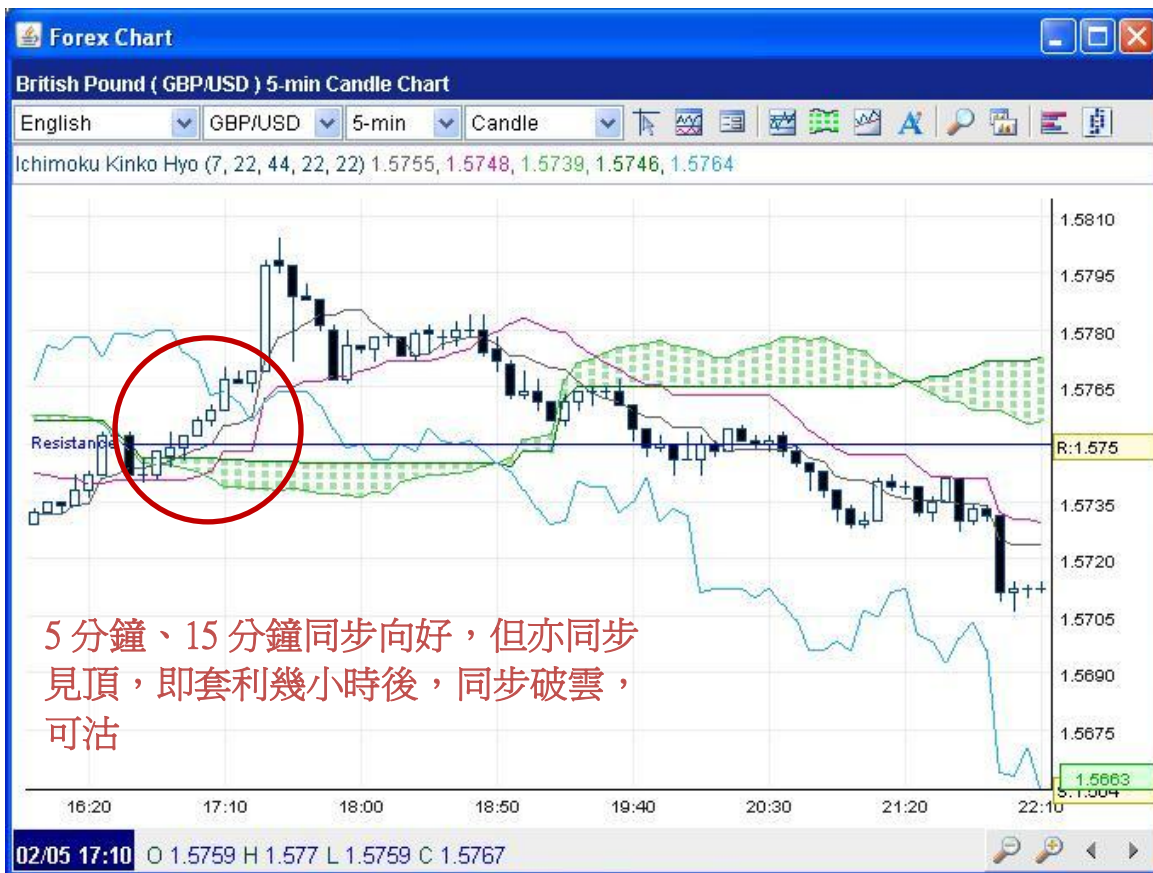 Forex Chart
British Pound ( GBP/USD ) 5-min Candle Chart
English GBP/USD 5-min Candle A
Ichimoku Kinko Hyo (7, 22, 44, 22, 22) 1.5755, 1.5748, 1.5739, 1.5746, 1.5764
1.5810
1.5795
1.5780
1.5765
Resistance
R:1.575
1.5735
1.5720
1.5705
1.5690
1.5675
5 分鐘、15 分鐘同步向好，但亦同步
見頂，即套利幾小時後，同步破雲，
可沽
1.5663
16:20 17:10 18:00 18:50 19:40 20:30 21:20 22:10
02/05 17:10 O 1.5759 H 1.577 L 1.5759 C 1.5767